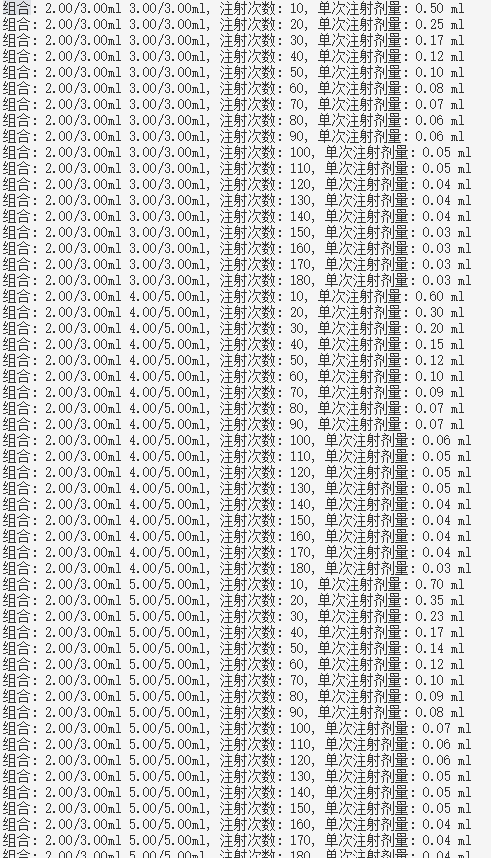 组合: 2.00/3.00ml 3.00/3.00ml, 注射次数: 10, 单次注射剂量: 0.50 ml
组合: 2.00/3.00ml 3.00/3.00ml, 注射次数: 20, 单次注射剂量: 0.25 ml
组合: 2.00/3.00ml 3.00/3.00ml, 注射次数: 30, 单次注射剂量: 0.17 ml
组合: 2.00/3.00ml 3.00/3.00ml, 注射次数: 40, 单次注射剂量: 0.12 ml
组合: 2.00/3.00ml 3.00/3.00ml, 注射次数: 50, 单次注射剂量: 0.10 ml
组合: 2.00/3.00ml 3.00/3.00ml, 注射次数: 60, 单次注射剂量: 0.08 ml
组合: 2.00/3.00ml 3.00/3.00ml, 注射次数: 70, 单次注射剂量: 0.07 ml
组合: 2.00/3.00ml 3.00/3.00ml, 注射次数: 80, 单次注射剂量: 0.06 ml
组合: 2.00/3.00ml 3.00/3.00ml, 注射次数: 90, 单次注射剂量: 0.06 ml
组合: 2.00/3.00ml 3.00/3.00ml, 注射次数: 100, 单次注射剂量: 0.05 ml
组合: 2.00/3.00ml 3.00/3.00ml, 注射次数: 110, 单次注射剂量: 0.05 ml
组合: 2.00/3.00ml 3.00/3.00ml, 注射次数: 120, 单次注射剂量: 0.04 ml
组合: 2.00/3.00ml 3.00/3.00ml, 注射次数: 130, 单次注射剂量: 0.04 ml
组合: 2.00/3.00ml 3.00/3.00ml, 注射次数: 140, 单次注射剂量: 0.04 ml
组合: 2.00/3.00ml 3.00/3.00ml, 注射次数: 150, 单次注射剂量: 0.03 ml
组合: 2.00/3.00ml 3.00/3.00ml, 注射次数: 160, 单次注射剂量: 0.03 ml
组合: 2.00/3.00ml 3.00/3.00ml, 注射次数: 170, 单次注射剂量: 0.03 ml
组合: 2.00/3.00ml 3.00/3.00ml, 注射次数: 180, 单次注射剂量: 0.03 ml
组合: 2.00/3.00ml 4.00/5.00ml, 注射次数: 10, 单次注射剂量: 0.60 ml
组合: 2.00/3.00ml 4.00/5.00ml, 注射次数: 20, 单次注射剂量: 0.30 ml
组合: 2.00/3.00ml 4.00/5.00ml, 注射次数: 30, 单次注射剂量: 0.20 ml
组合: 2.00/3.00ml 4.00/5.00ml, 注射次数: 40, 单次注射剂量: 0.15 ml
组合: 2.00/3.00ml 4.00/5.00ml, 注射次数: 50, 单次注射剂量: 0.12 ml
组合: 2.00/3.00ml 4.00/5.00ml, 注射次数: 60, 单次注射剂量: 0.10 ml
组合: 2.00/3.00ml 4.00/5.00ml, 注射次数: 70, 单次注射剂量: 0.09 ml
组合: 2.00/3.00ml 4.00/5.00ml, 注射次数: 80, 单次注射剂量: 0.07 ml
组合: 2.00/3.00ml 4.00/5.00ml, 注射次数: 90, 单次注射剂量: 0.07 ml
组合: 2.00/3.00ml 4.00/5.00ml, 注射次数: 100, 单次注射剂量: 0.06 ml
组合: 2.00/3.00ml 4.00/5.00ml, 注射次数: 110, 单次注射剂量: 0.05 ml
组合: 2.00/3.00ml 4.00/5.00ml, 注射次数: 120, 单次注射剂量: 0.05 ml
组合: 2.00/3.00ml 4.00/5.00ml, 注射次数: 130, 单次注射剂量: 0.05 ml
组合: 2.00/3.00ml 4.00/5.00ml, 注射次数: 140, 单次注射剂量: 0.04 ml
组合: 2.00/3.00ml 4.00/5.00ml, 注射次数: 150, 单次注射剂量: 0.04 ml
组合: 2.00/3.00ml 4.00/5.00ml, 注射次数: 160, 单次注射剂量: 0.04 ml
组合: 2.00/3.00ml 4.00/5.00ml, 注射次数: 170, 单次注射剂量: 0.04 ml
组合: 2.00/3.00ml 4.00/5.00ml, 注射次数: 180, 单次注射剂量: 0.03 ml
组合: 2.00/3.00ml 5.00/5.00ml, 注射次数: 10, 单次注射剂量: 0.70 ml
组合: 2.00/3.00ml 5.00/5.00ml, 注射次数: 20, 单次注射剂量: 0.35 ml
组合: 2.00/3.00ml 5.00/5.00ml, 注射次数: 30, 单次注射剂量: 0.23 ml
组合: 2.00/3.00ml 5.00/5.00ml, 注射次数: 40, 单次注射剂量: 0.17 ml
组合: 2.00/3.00ml 5.00/5.00ml, 注射次数: 50, 单次注射剂量: 0.14 ml
组合: 2.00/3.00ml 5.00/5.00ml, 注射次数: 60, 单次注射剂量: 0.12 ml
组合: 2.00/3.00ml 5.00/5.00ml, 注射次数: 70, 单次注射剂量: 0.10 ml
组合: 2.00/3.00ml 5.00/5.00ml, 注射次数: 80, 单次注射剂量: 0.09 ml
组合: 2.00/3.00ml 5.00/5.00ml, 注射次数: 90, 单次注射剂量: 0.08 ml
组合: 2.00/3.00ml 5.00/5.00ml, 注射次数: 100, 单次注射剂量: 0.07 ml
组合: 2.00/3.00ml 5.00/5.00ml, 注射次数: 110, 单次注射剂量: 0.06 ml
组合: 2.00/3.00ml 5.00/5.00ml, 注射次数: 120, 单次注射剂量: 0.06 ml
组合: 2.00/3.00ml 5.00/5.00ml, 注射次数: 130, 单次注射剂量: 0.05 ml
组合: 2.00/3.00ml 5.00/5.00ml, 注射次数: 140, 单次注射剂量: 0.05 ml
组合: 2.00/3.00ml 5.00/5.00ml, 注射次数: 150, 单次注射剂量: 0.05 ml
组合: 2.00/3.00ml 5.00/5.00ml, 注射次数: 160, 单次注射剂量: 0.04 ml
组合: 2.00/3.00ml 5.00/5.00ml, 注射次数: 170, 单次注射剂量: 0.04 ml
组合: 2.00/3.00ml 5.00/5.00ml, 注射次数: 180, 单次注射剂量: 0.04 ml